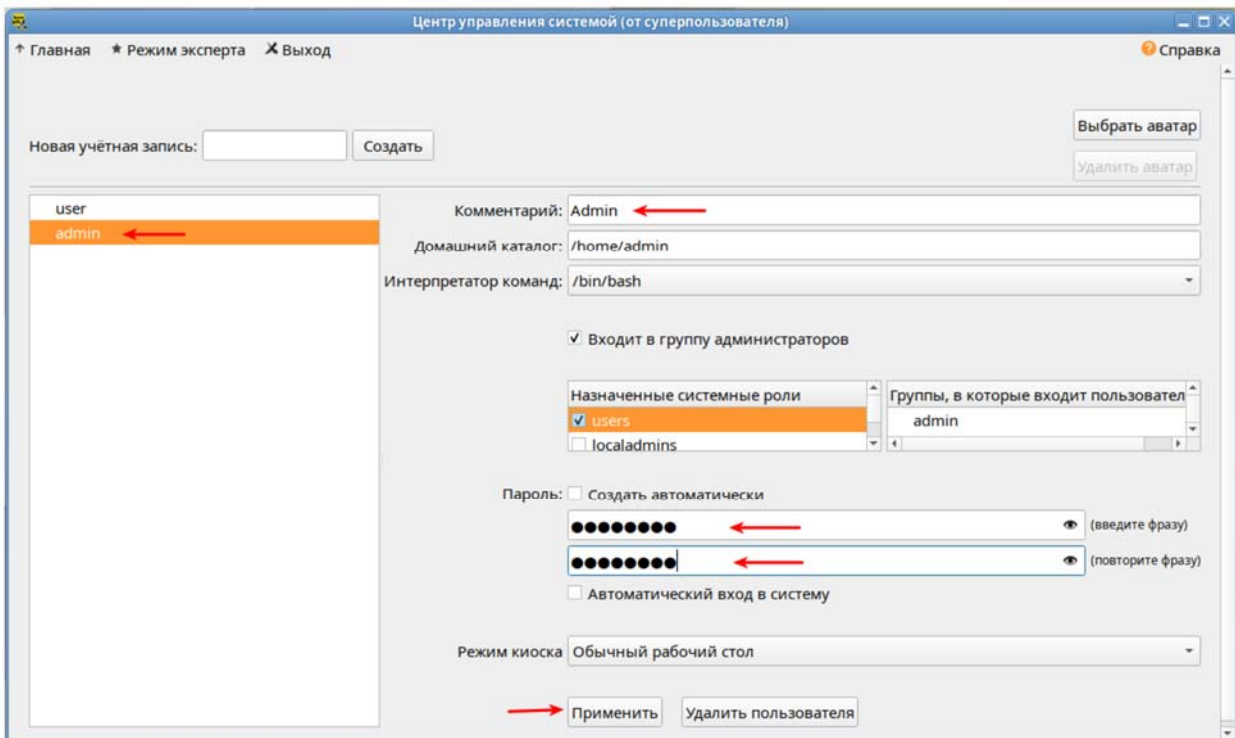 Центр управления системой (от суперпользователя)
Главная Режим эксперта Выход Справка
Выбрать аватар
Новая учётная запись: Создать
Удалить аватар
user
admin
Комментарий: Admin
Домашний каталог: /home/admin
Интерпретатор команд: /bin/bash
Входит в группу администраторов
Назначенные системные роли
users
localadmins
Группы, в которые входит пользовател
admin
Пароль: Создать автоматически
●●●●●●●● (введите фразу)
●●●●●●●● (повторите фразу)
Автоматический вход в систему
Режим киоска Обычный рабочий стол
Применить Удалить пользователя